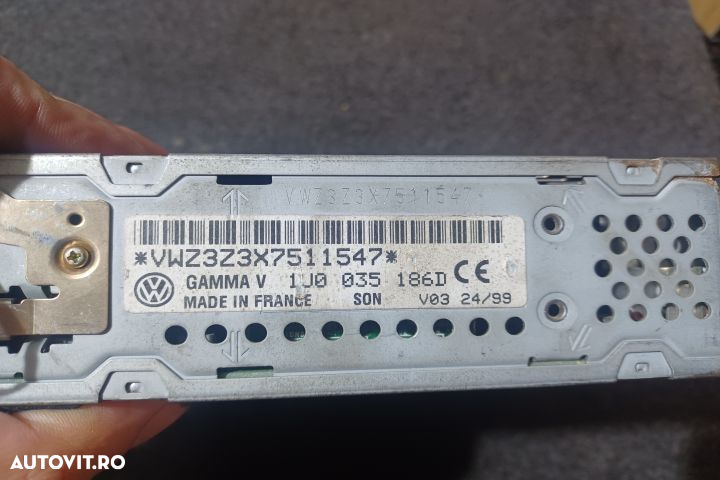 VWZ3Z3X7511547
*VWZ3Z3X7511547*
GAMMA V 1J0 035 186D CE
MADE IN FRANCE SON V03 24/99
AUTOVIT.RO